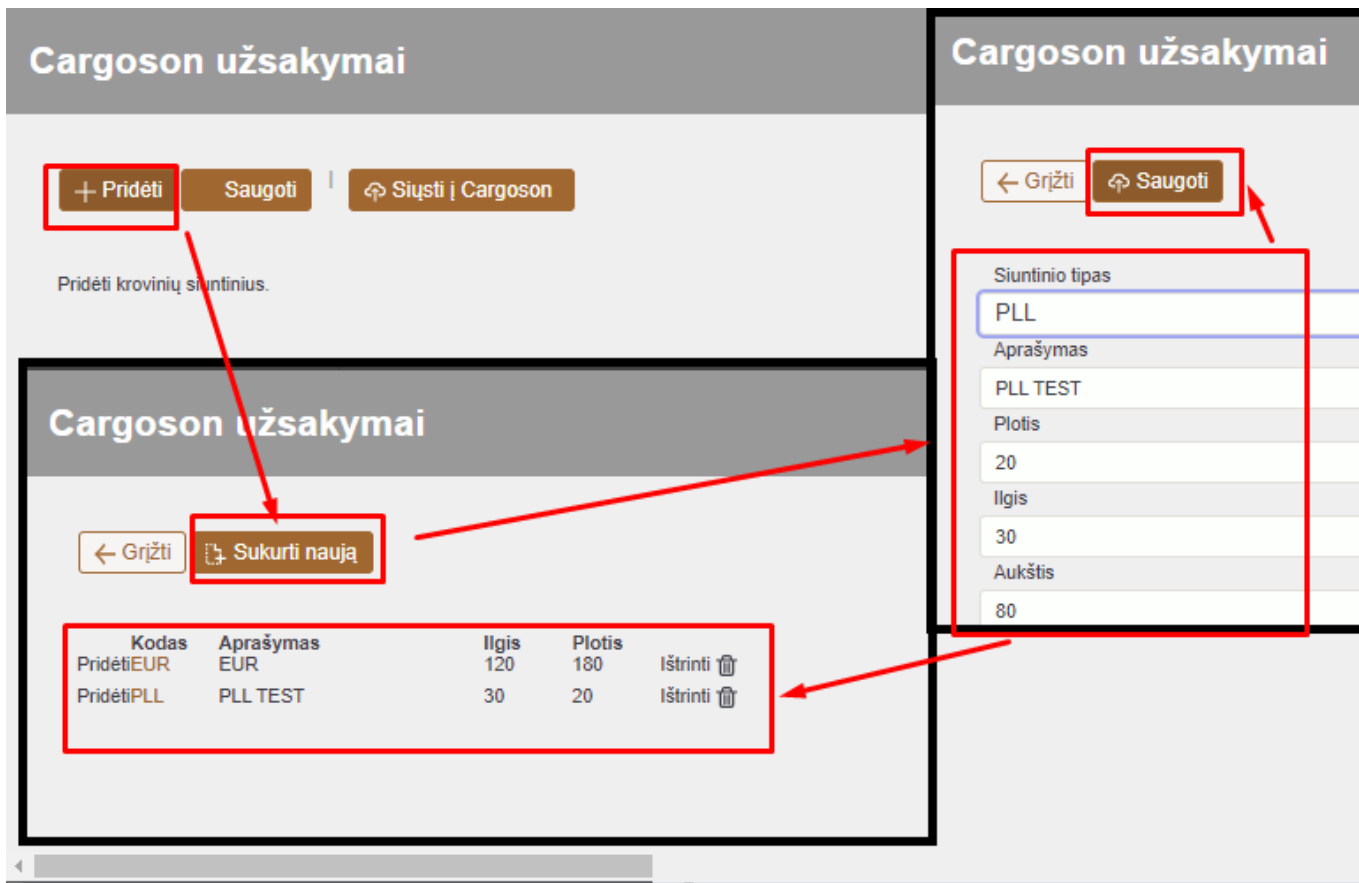 Cargoson užsakymai
Pridėti Saugoti | Siųsti į Cargoson
Pridėti krovinių siuntinius.
Cargoson užsakymai
Grįžti Sukurti naują
Kodas Aprašymas Ilgis Plotis
PridėtiEUR EUR 120 180 Ištrinti
PridėtiPLL PLL TEST 30 20 Ištrinti
Cargoson užsakymai
Grįžti Saugoti
Siuntinio tipas
PLL
Aprašymas
PLL TEST
Plotis
20
Ilgis
30
Aukštis
80